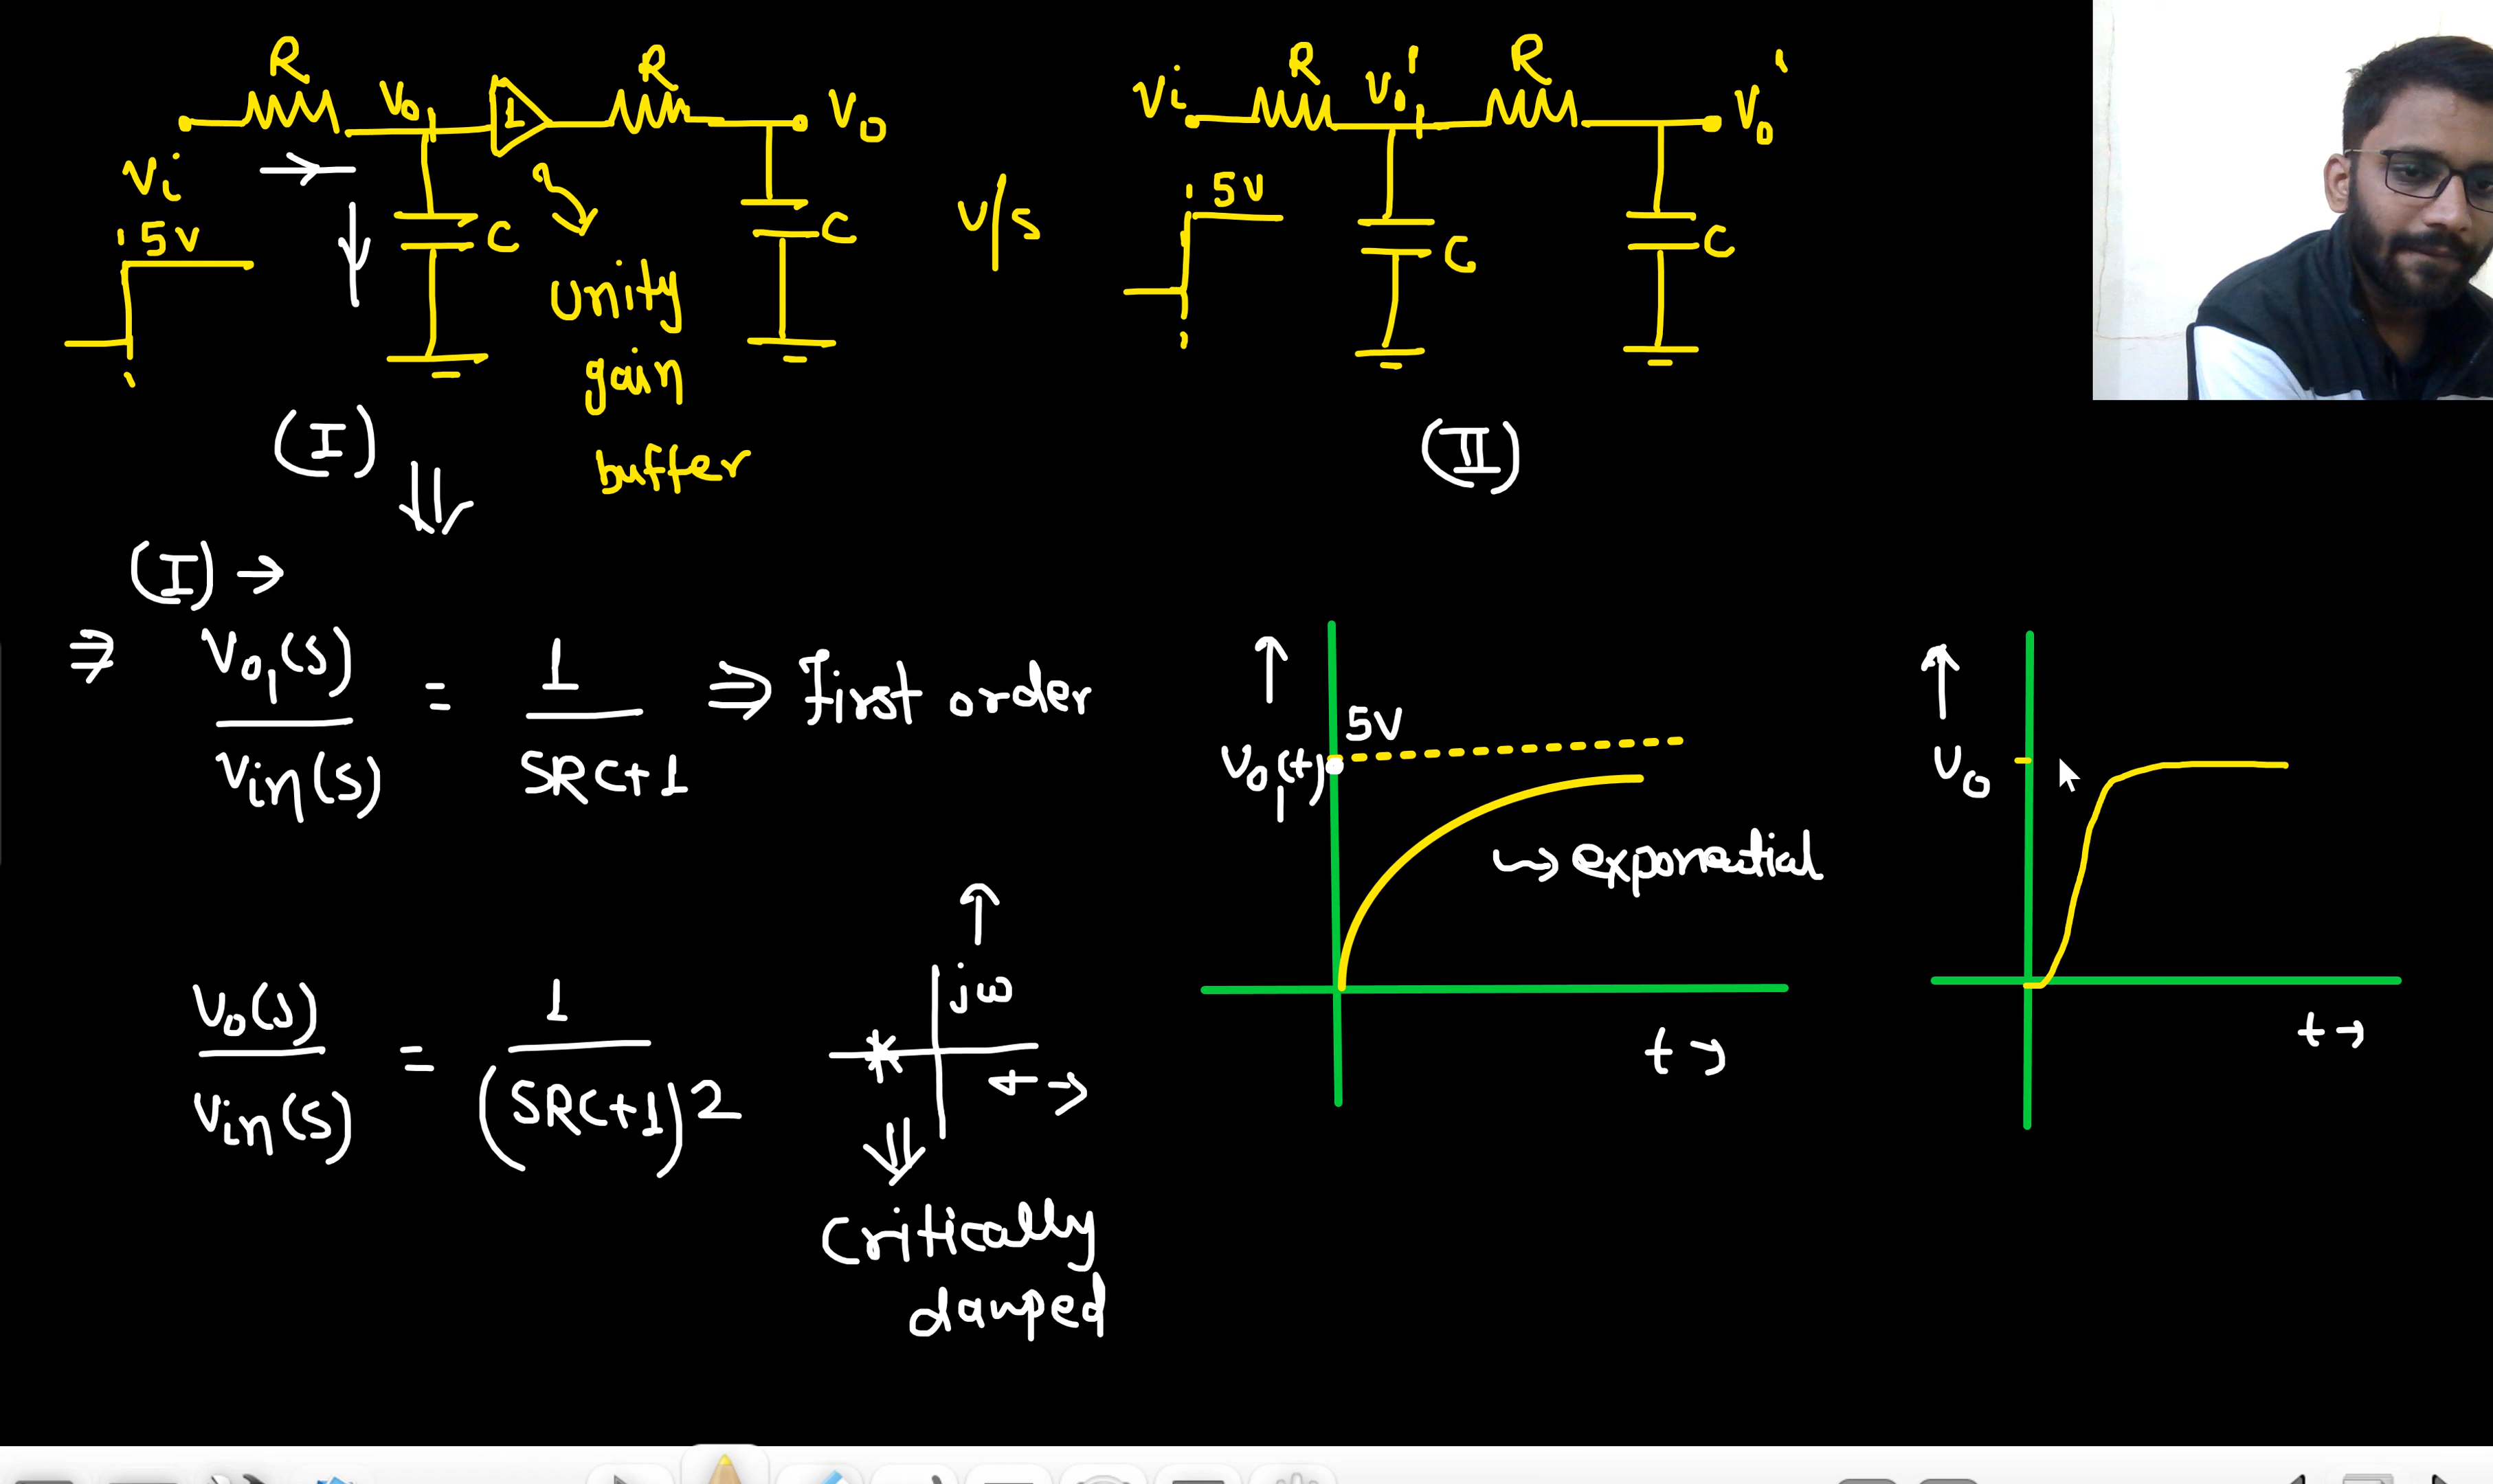 R
Vo1
1
R
Vo
Vi
5V
C
C
Unity
gain
buffer
(I)
V/s
R
Vo1'
R
Vi
Vo'
5V
C
C
(II)
(I) →
⇒ Vo1(s) / Vin(s) = 1 / SRC+1 ⇒ First order
Vo(s) / Vin(s) = 1 / (SRC+1)2
jω
Critically
damped
↑
Vo1(t)
5V
↳ exponential
t →
↑
Vo
t →